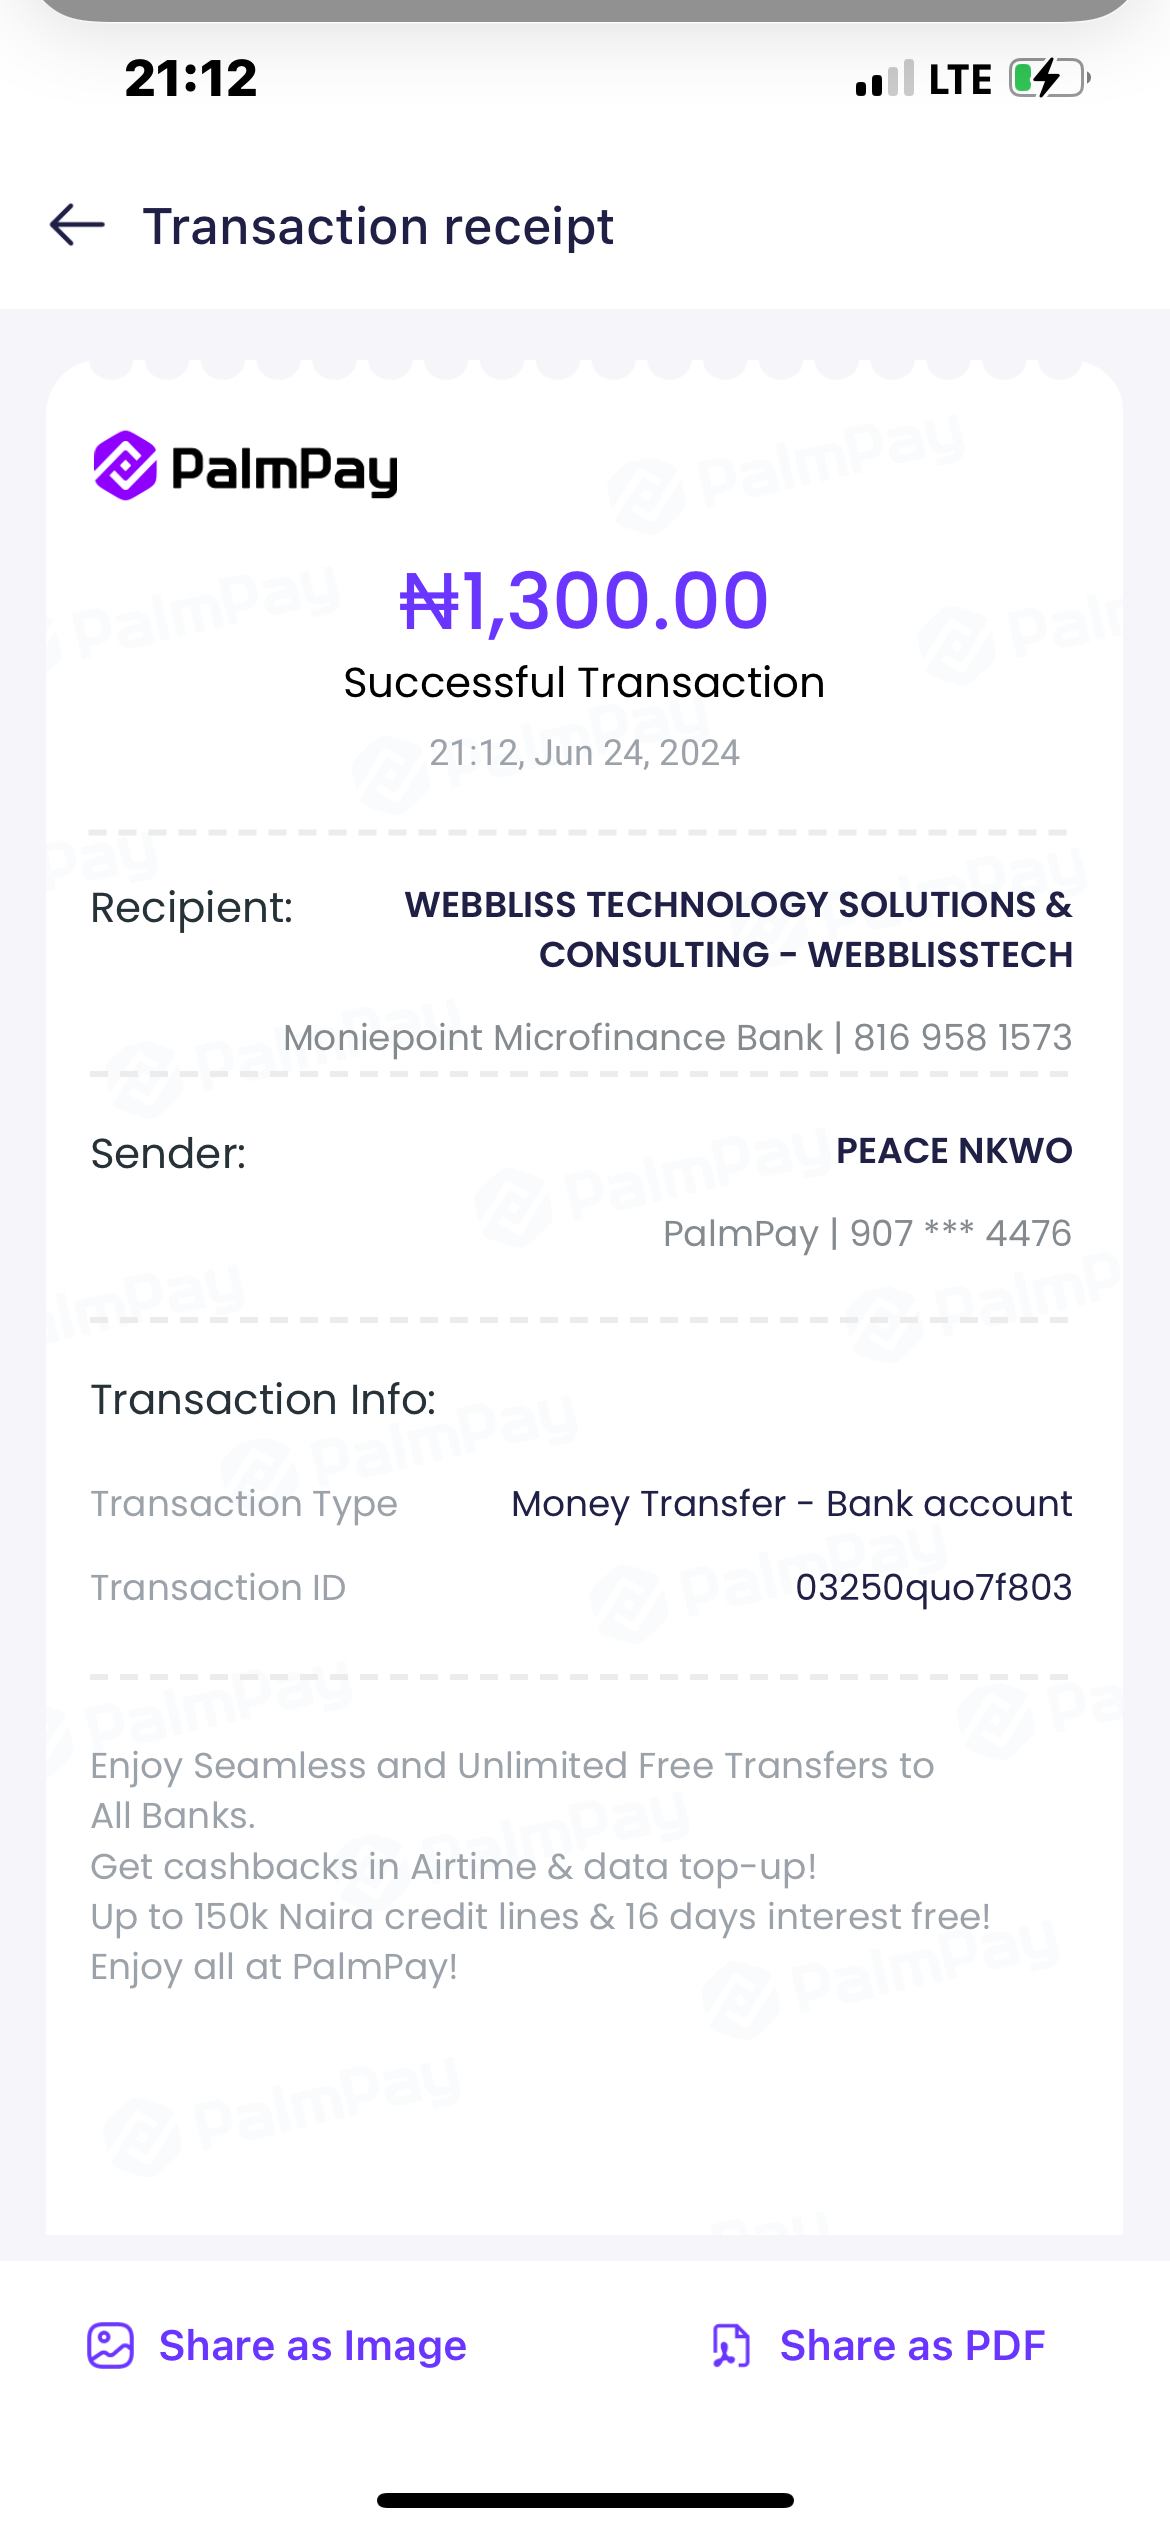 21:12
LTE
Transaction receipt
PalmPay
₦1,300.00
Successful Transaction
21:12, Jun 24, 2024
Recipient:
WEBBLISS TECHNOLOGY SOLUTIONS &
CONSULTING - WEBBLISSTECH
Moniepoint Microfinance Bank | 816 958 1573
Sender:
PEACE NKWO
PalmPay | 907 *** 4476
Transaction Info:
Transaction Type
Money Transfer - Bank account
Transaction ID
03250quo7f803
Enjoy Seamless and Unlimited Free Transfers to
All Banks.
Get cashbacks in Airtime & data top-up!
Up to 150k Naira credit lines & 16 days interest free!
Enjoy all at PalmPay!
Share as Image
Share as PDF